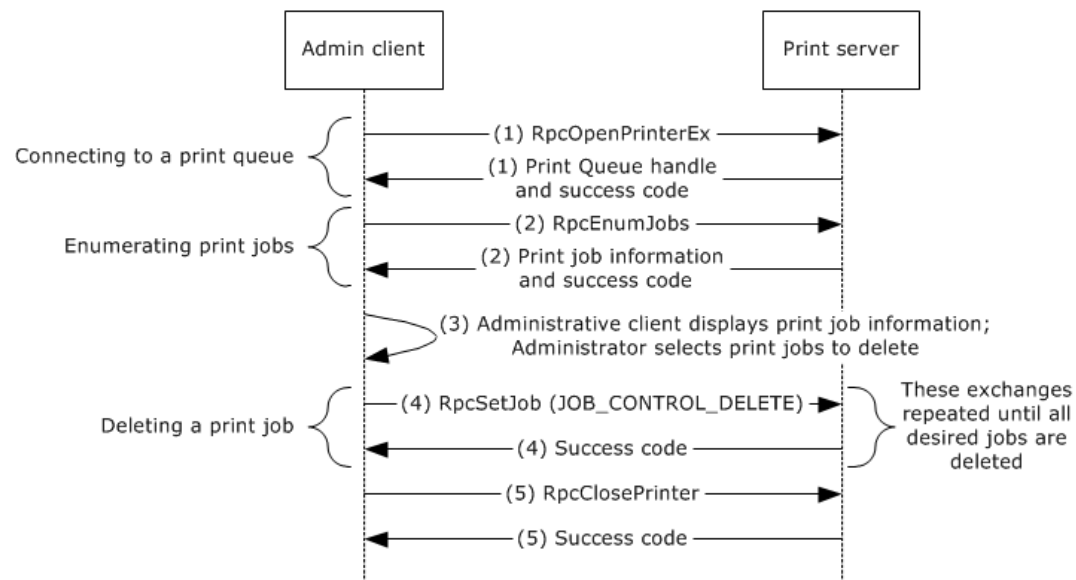 Admin client
Print server
(1) RpcOpenPrinterEx
Connecting to a print queue
(1) Print Queue handle
and success code
(2) RpcEnumJobs
Enumerating print jobs
(2) Print job information
and success code
(3) Administrative client displays print job information;
Administrator selects print jobs to delete
(4) RpcSetJob (JOB_CONTROL_DELETE)
Deleting a print job
(4) Success code
These exchanges
repeated until all
desired jobs are
deleted
(5) RpcClosePrinter
(5) Success code